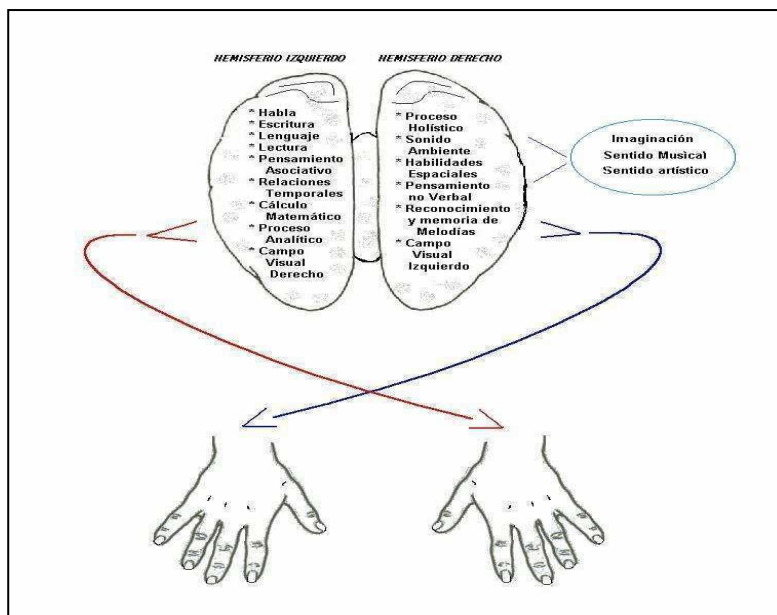 HEMISFERIO IZQUIERDO
* Habla
* Escritura
* Lenguaje
* Lectura
* Pensamiento
Asociativo
* Relaciones
Temporales
* Cálculo
Matemático
* Proceso
Analítico
* Campo
Visual
Derecho
HEMISFERIO DERECHO
* Proceso
Holístico
* Sonido
Ambiente
* Habilidades
Espaciales
* Pensamiento
no Verbal
* Reconocimiento
y memoria de
Melodías
* Campo
Visual
Izquierdo
Imaginación
Sentido Musical
Sentido artístico